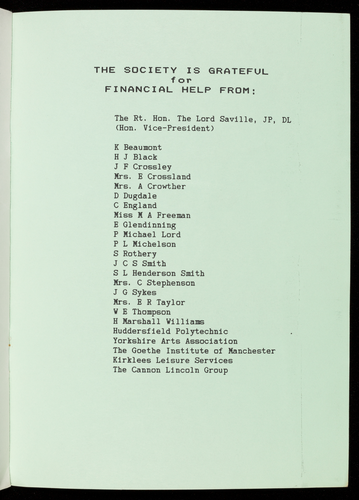 THE SOCIETY IS GRATEFUL
for
FINANCIAL HELP FROM:
The Rt. Hon. The Lord Saville, JP, DL
(Hon. Vice-President)
K Beaumont
H J Black
J F Crossley
Mrs. E Crossland
Mrs. A Crowther
D Dugdale
C England
Miss M A Freeman
E Glendinning
P Michael Lord
P L Michelson
S Rothery
J C S Smith
S L Henderson Smith
Mrs. C Stephenson
J G Sykes
Mrs. E R Taylor
W E Thompson
H Marshall Williams
Huddersfield Polytechnic
Yorkshire Arts Association
The Goethe Institute of Manchester
Kirklees Leisure Services
The Cannon Lincoln Group